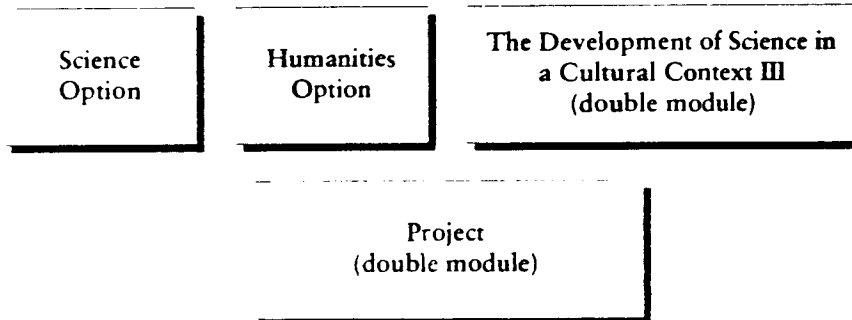 Science
Option
Humanities
Option
The Development of Science in
a Cultural Context III
(double module)
Project
(double module)